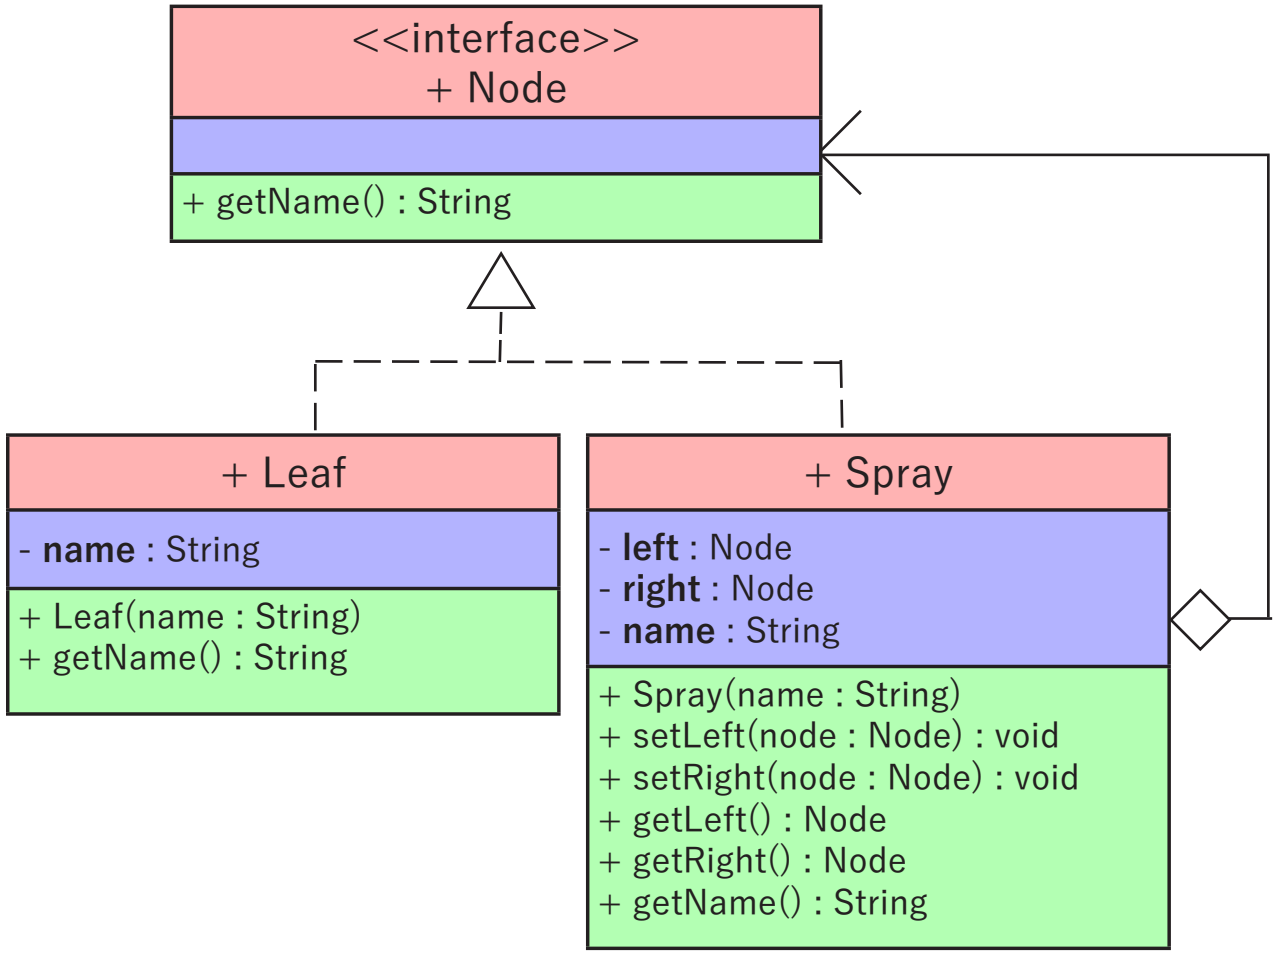 <<interface>>
+ Node
+ getName() : String
+ Leaf
- name : String
+ Leaf(name : String)
+ getName() : String
+ Spray
- left : Node
- right : Node
- name : String
+ Spray(name : String)
+ setLeft(node : Node) : void
+ setRight(node : Node) : void
+ getLeft() : Node
+ getRight() : Node
+ getName() : String